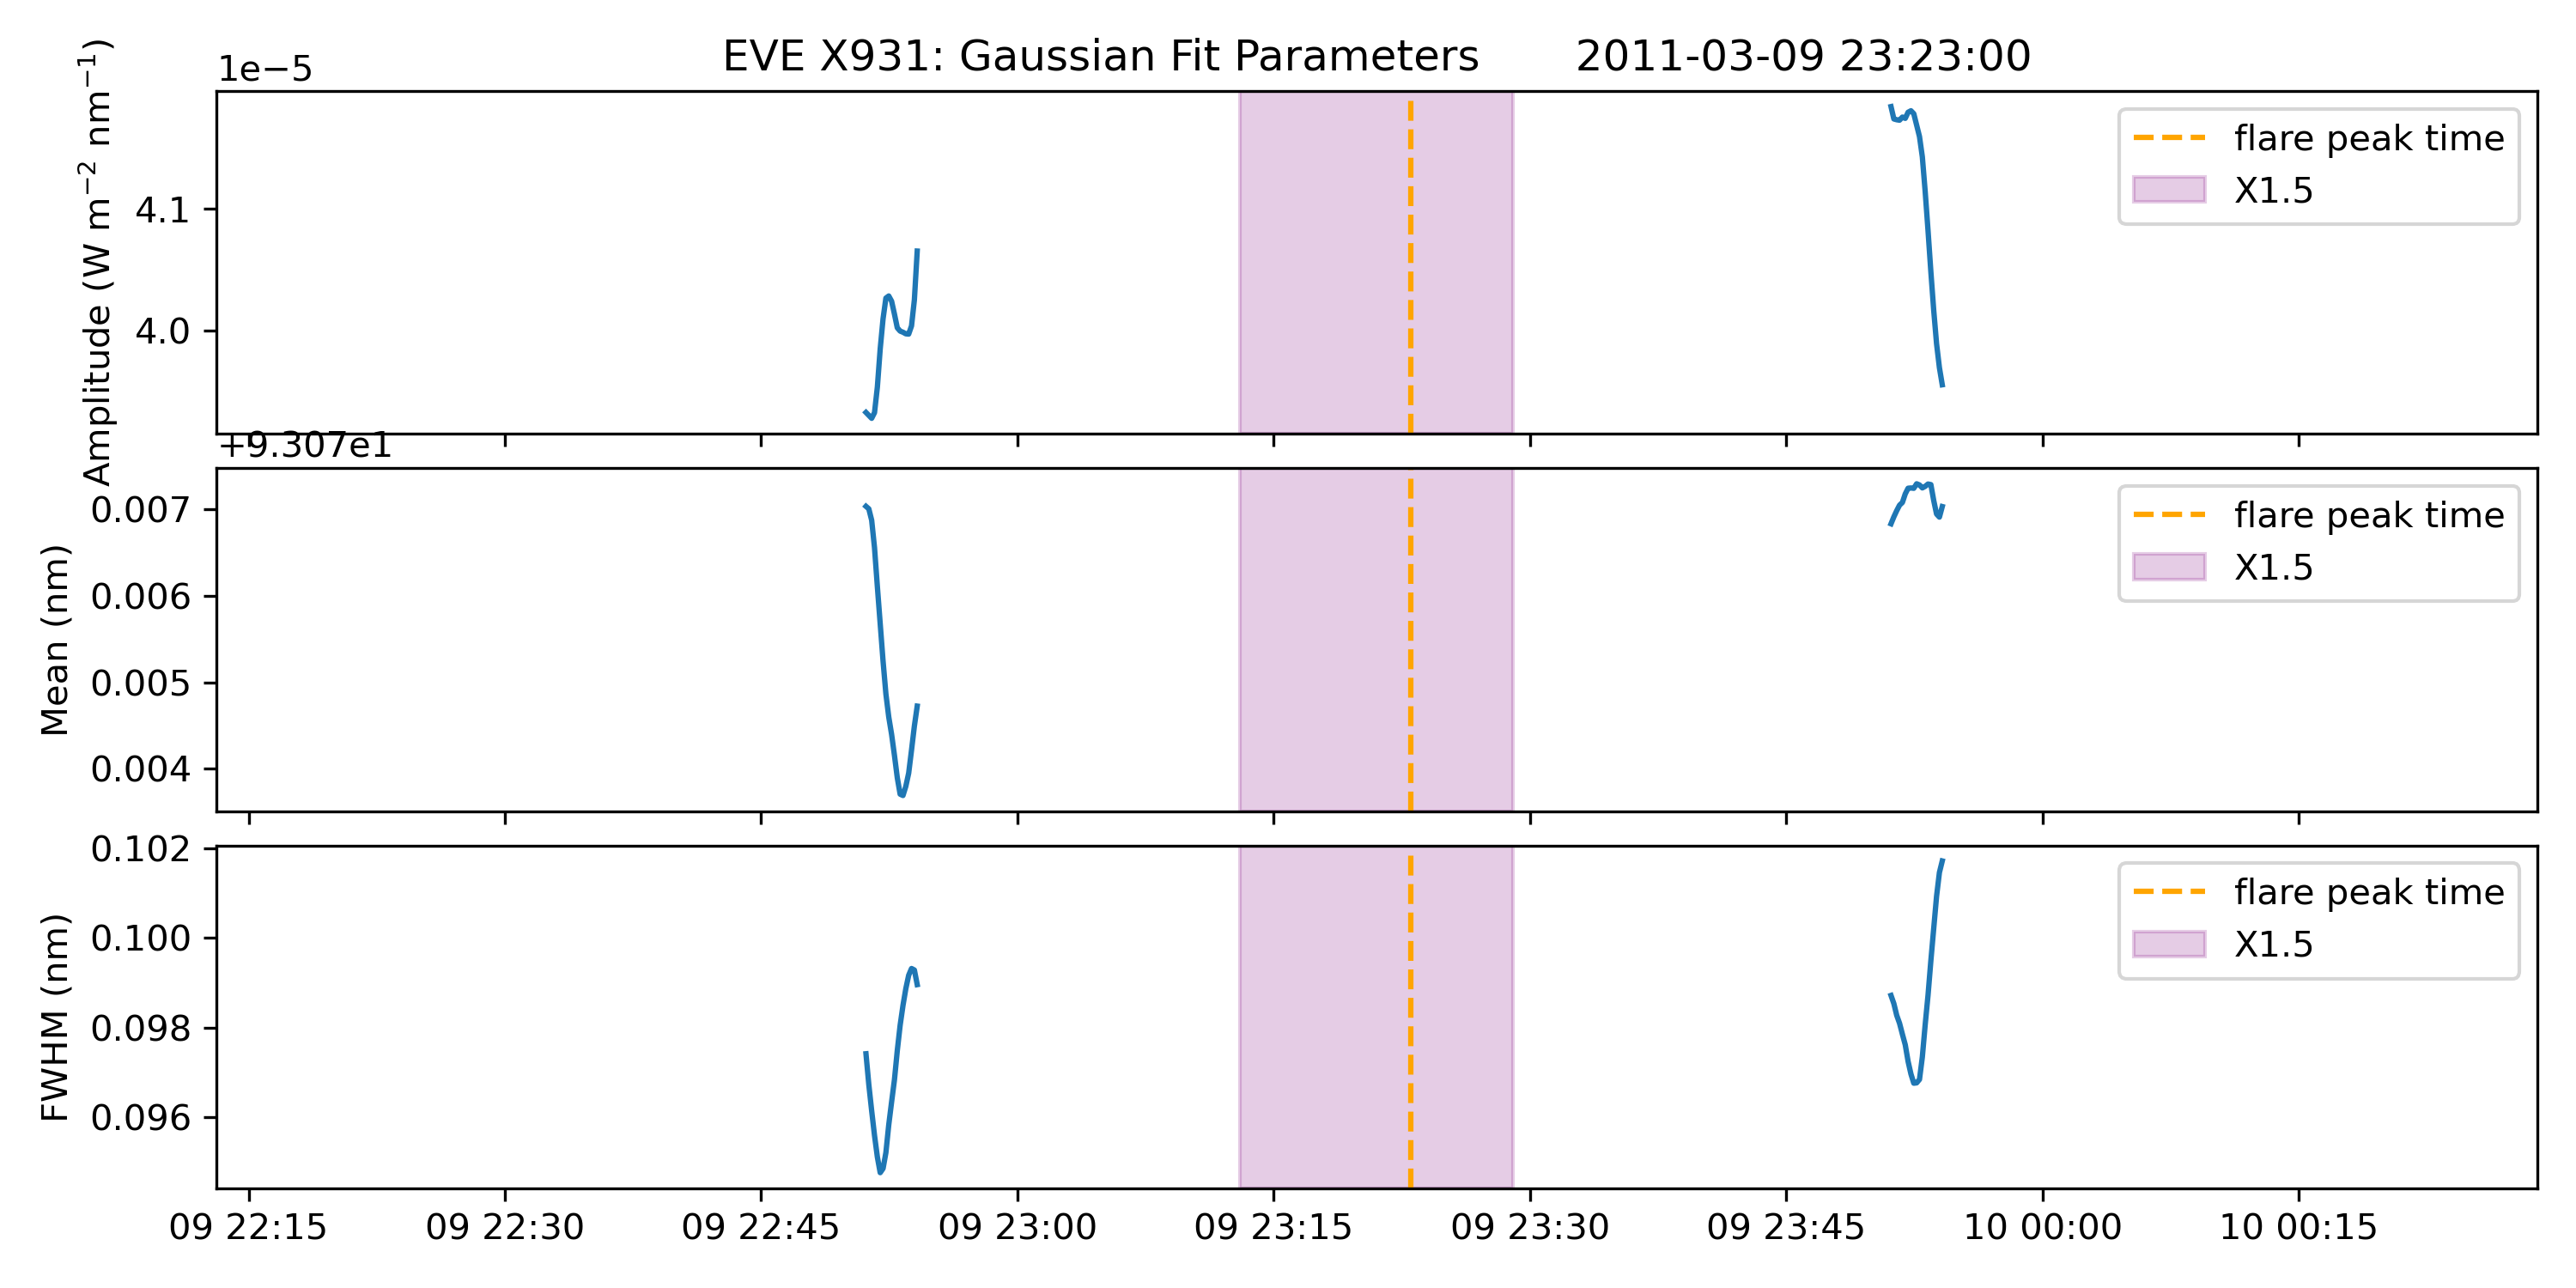 EVE X931: Gaussian Fit Parameters 2011-03-09 23:23:00
1e−5
Amplitude (W m⁻² nm⁻¹)
4.1
4.0
flare peak time
X1.5
+9.307e1
Mean (nm)
0.007
0.006
0.005
0.004
flare peak time
X1.5
FWHM (nm)
0.102
0.100
0.098
0.096
flare peak time
X1.5
09 22:15 09 22:30 09 22:45 09 23:00 09 23:15 09 23:30 09 23:45 10 00:00 10 00:15